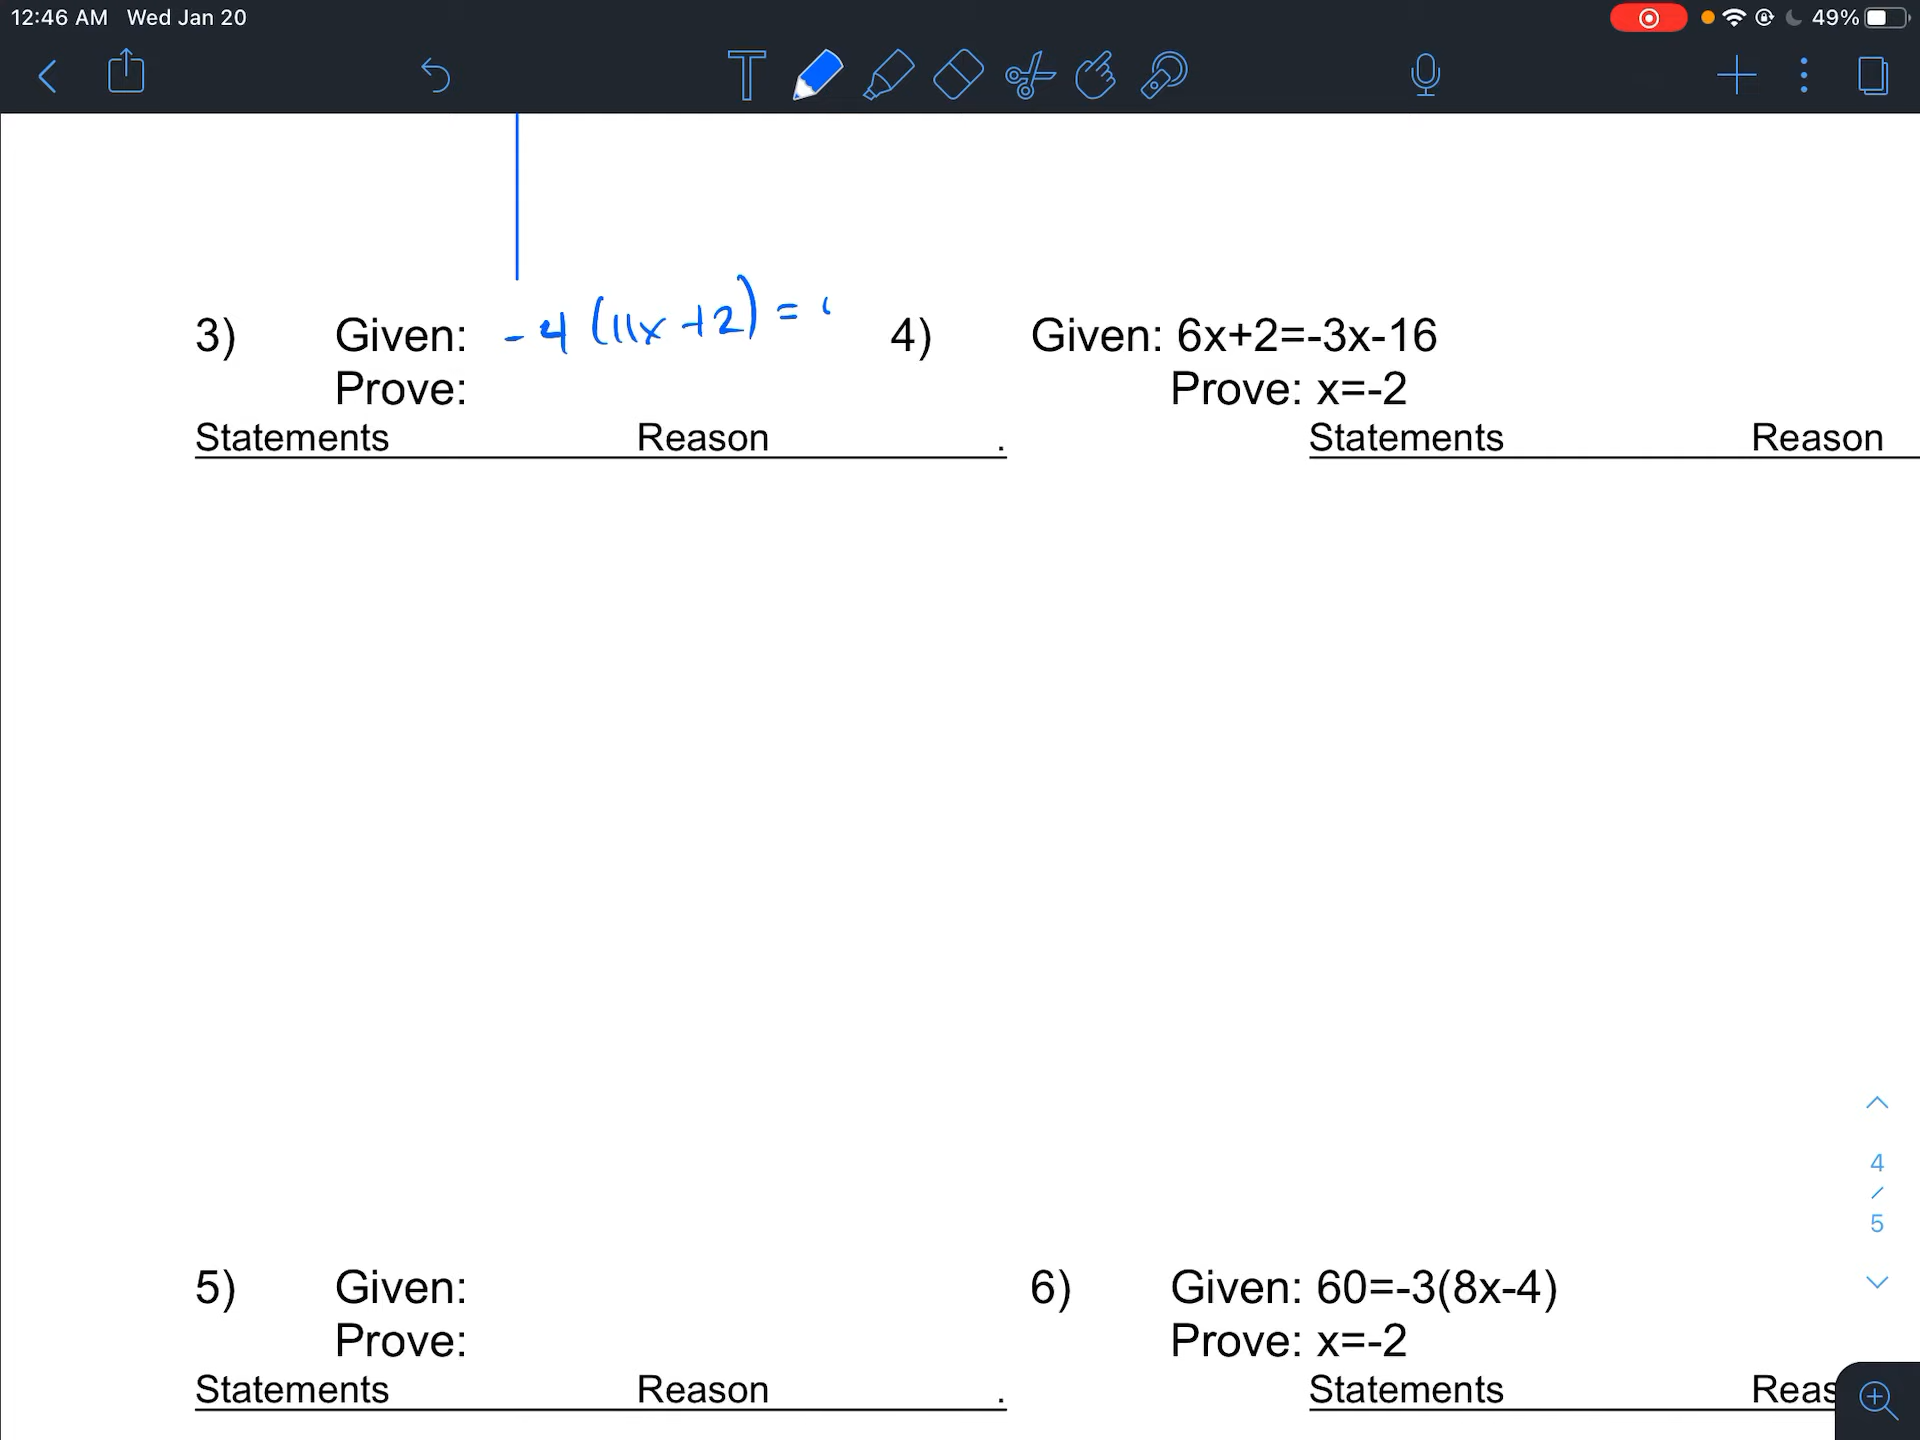 12:46 AM Wed Jan 20
49%
3) Given: -4(11x+2)=
Prove:
Statements Reason .
4) Given: 6x+2=-3x-16
Prove: x=-2
Statements Reason
4
/
5
5) Given:
Prove:
Statements Reason .
6) Given: 60=-3(8x-4)
Prove: x=-2
Statements Reas